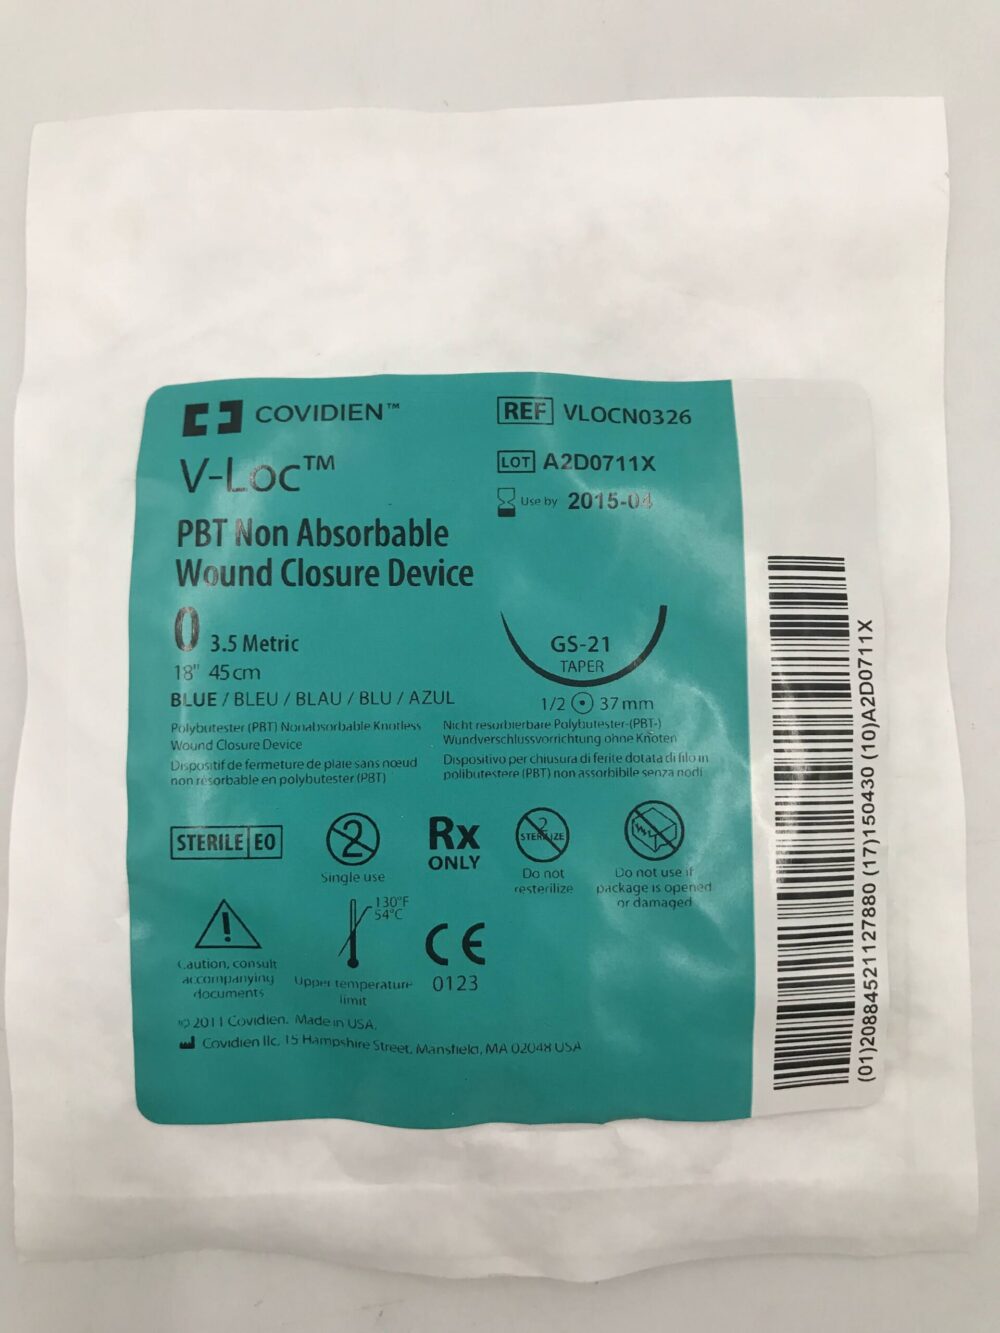 COVIDIEN™
V-Loc™
PBT Non Absorbable
Wound Closure Device
0 3.5 Metric
18" 45cm
BLUE / BLEU / BLAU / BLU / AZUL
Polybutester (PBT) Nonabsorbable Knotless
Wound Closure Device
Dispositif de fermeture de plaie sans nœud
non résorbable en polybutester (PBT)
REF VLOCN0326
LOT A2D0711X
Use by 2015-04
GS-21
TAPER
1/2 37mm
Nicht resorbierbare Polybutester-(PBT-)
Wundverschlussvorrichtung ohne Knoten
Dispositivo per chiusura di ferite dotata di filo in
polibutestere (PBT) non assorbibile senza nodi
STERILE EO
2
Single use
Rx
ONLY
2
STERILIZE
Do not
resterilize
Do not use if
package is opened
or damaged
!
Caution, consult
accompanying
documents
130°F
54°C
Upper temperature
limit
CE
0123
© 2011 Covidien. Made in USA.
Covidien llc, 15 Hampshire Street, Mansfield, MA 02048 USA
(01)20884521127880 (17)150430 (10)A2D0711X